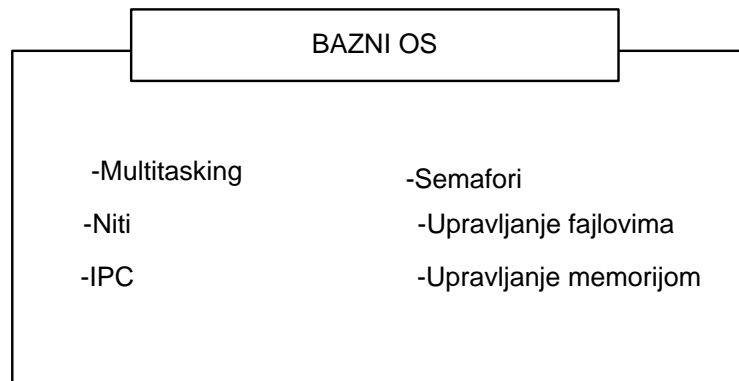 BAZNI OS
-Multitasking
-Niti
-IPC
-Semafori
-Upravljanje fajlovima
-Upravljanje memorijom